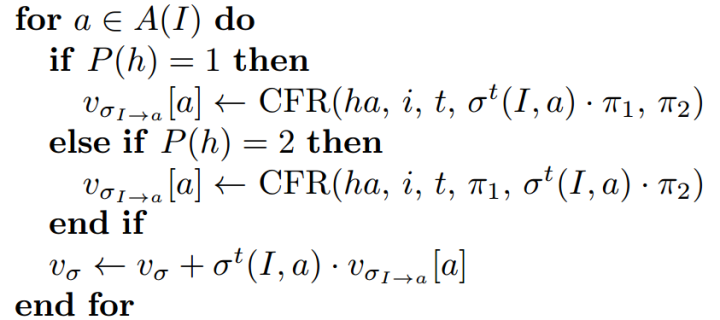 for a ∈ A(I) do
if P(h) = 1 then
v_{σ_{I→a}}[a] ← CFR(ha, i, t, σ^t(I, a) · π_1, π_2)
else if P(h) = 2 then
v_{σ_{I→a}}[a] ← CFR(ha, i, t, π_1, σ^t(I, a) · π_2)
end if
v_σ ← v_σ + σ^t(I, a) · v_{σ_{I→a}}[a]
end for